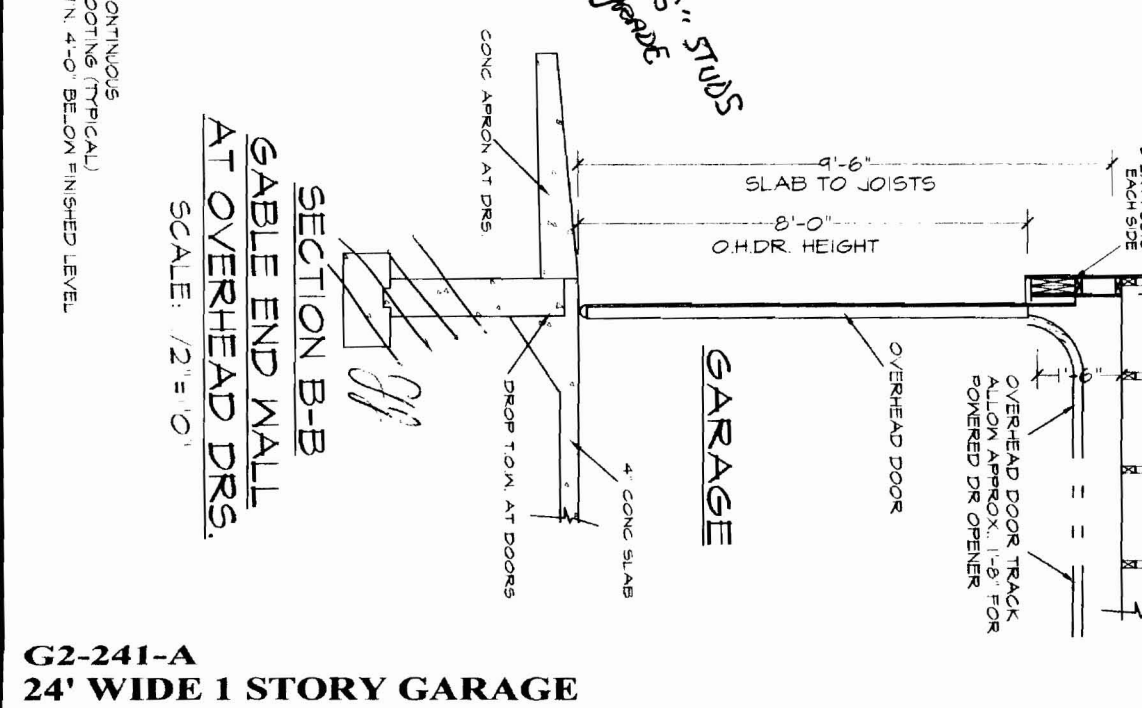 CONTINUOUS
FOOTING (TYPICAL)
MIN. 4'-0" BELOW FINISHED LEVEL
" STUDS
GRADE
EACH SIDE
CONC APRON AT DRS.
9'-6"
SLAB TO JOISTS
8'-0"
O.H.DR. HEIGHT
SECTION B-B
GABLE END WALL
AT OVERHEAD DRS.
SCALE: 1/2"=1'0"
DROP T.O.W. AT DOORS
4" CONC SLAB
GARAGE
OVERHEAD DOOR
1'-6"
OVERHEAD DOOR TRACK
ALLOW APPROX. 1'-8" FOR
POWERED DR OPENER
G2-241-A
24' WIDE 1 STORY GARAGE